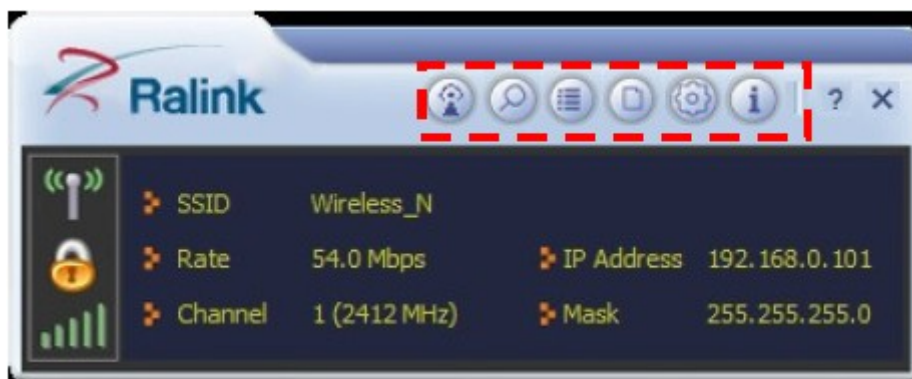 Ralink
i ? ×
SSID Wireless_N
Rate 54.0 Mbps IP Address 192.168.0.101
Channel 1 (2412 MHz) Mask 255.255.255.0